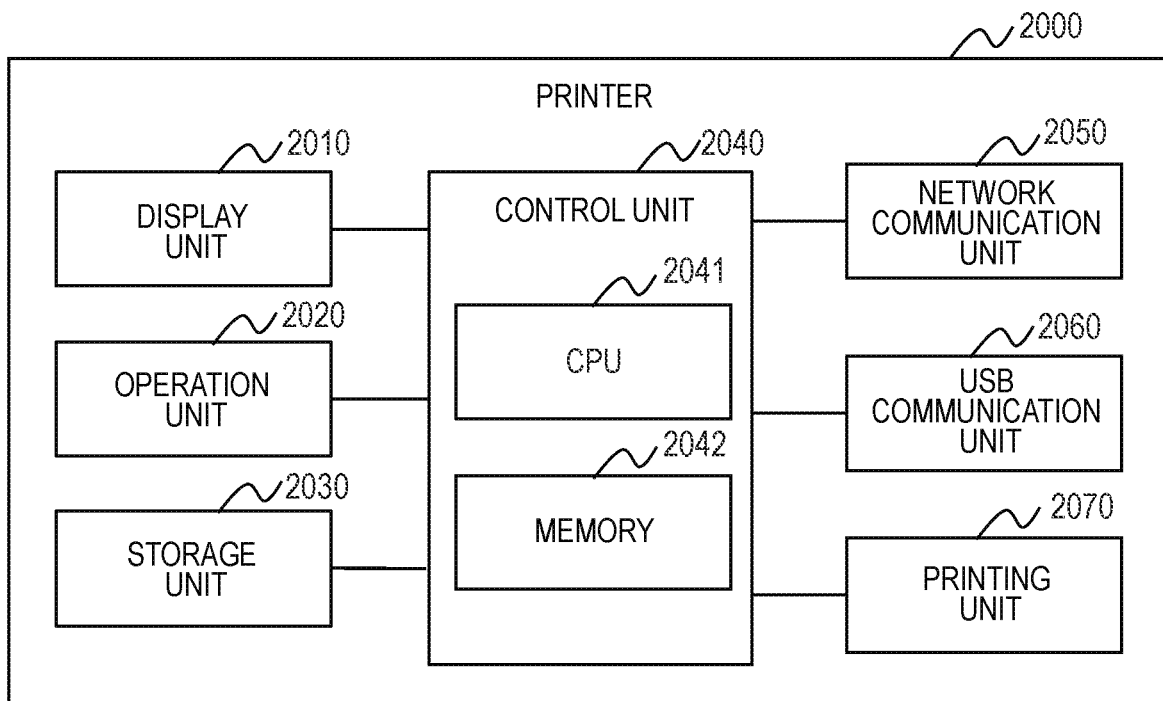 2000
PRINTER
2010
DISPLAY
UNIT
2020
OPERATION
UNIT
2030
STORAGE
UNIT
2040
CONTROL UNIT
2041
CPU
2042
MEMORY
2050
NETWORK
COMMUNICATION
UNIT
2060
USB
COMMUNICATION
UNIT
2070
PRINTING
UNIT